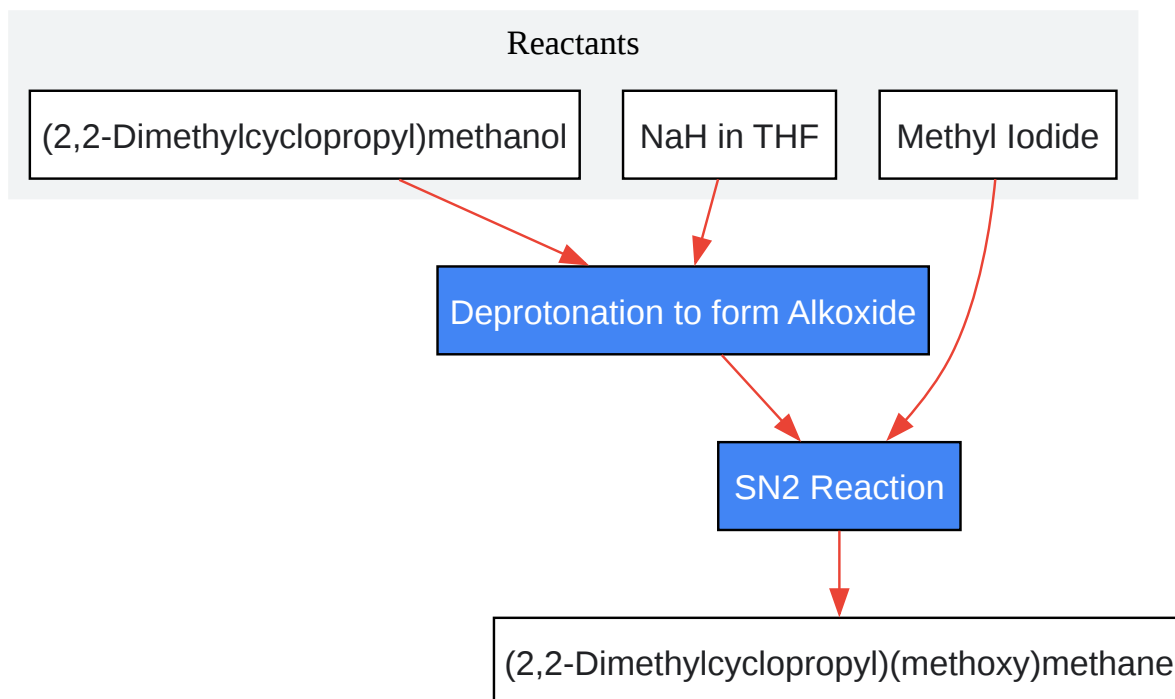 Reactants
(2,2-Dimethylcyclopropyl)methanol
NaH in THF
Methyl Iodide
Deprotonation to form Alkoxide
SN2 Reaction
(2,2-Dimethylcyclopropyl)(methoxy)methane